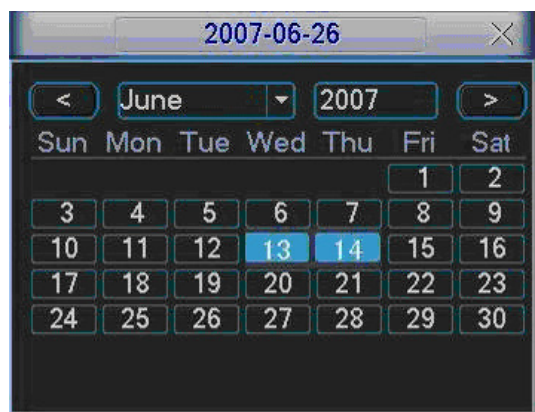 2007-06-26
< June 2007 >
Sun Mon Tue Wed Thu Fri Sat
1 2
3 4 5 6 7 8 9
10 11 12 13 14 15 16
17 18 19 20 21 22 23
24 25 26 27 28 29 30